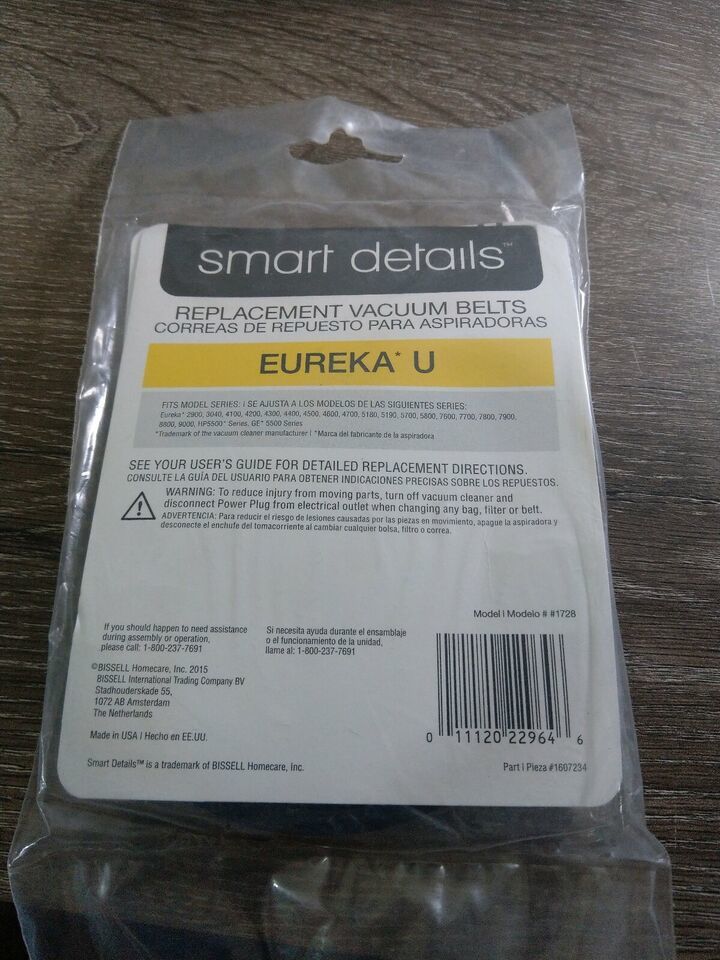 smart details™
REPLACEMENT VACUUM BELTS
CORREAS DE REPUESTO PARA ASPIRADORAS
EUREKA* U
FITS MODEL SERIES: | SE AJUSTA A LOS MODELOS DE LAS SIGUIENTES SERIES:
Eureka* 2900, 3040, 4100, 4200, 4300, 4400, 4500, 4600, 4700, 5180, 5190, 5700, 5800, 7600, 7700, 7800, 7900,
8800, 9000, HP5500* Series, GE* 5500 Series
*Trademark of the vacuum cleaner manufacturer | *Marca del fabricante de la aspiradora
SEE YOUR USER'S GUIDE FOR DETAILED REPLACEMENT DIRECTIONS.
CONSULTE LA GUÍA DEL USUARIO PARA OBTENER INDICACIONES PRECISAS SOBRE LOS REPUESTOS.
WARNING: To reduce injury from moving parts, turn off vacuum cleaner and
disconnect Power Plug from electrical outlet when changing any bag, filter or belt.
ADVERTENCIA: Para reducir el riesgo de lesiones causadas por las piezas en movimiento, apague la aspiradora y
desconecte el enchufe del tomacorriente al cambiar cualquier bolsa, filtro o correa.
Model | Modelo # #1728
If you should happen to need assistance
during assembly or operation,
please call: 1-800-237-7691
Si necesita ayuda durante el ensamblaje
o el funcionamiento de la unidad,
llame al: 1-800-237-7691
©BISSELL Homecare, Inc. 2015
BISSELL International Trading Company BV
Stadhouderskade 55,
1072 AB Amsterdam
The Netherlands
Made in USA | Hecho en EE.UU.
0 11120 22964 6
Smart Details™ is a trademark of BISSELL Homecare, Inc.
Part | Pieza #1607234